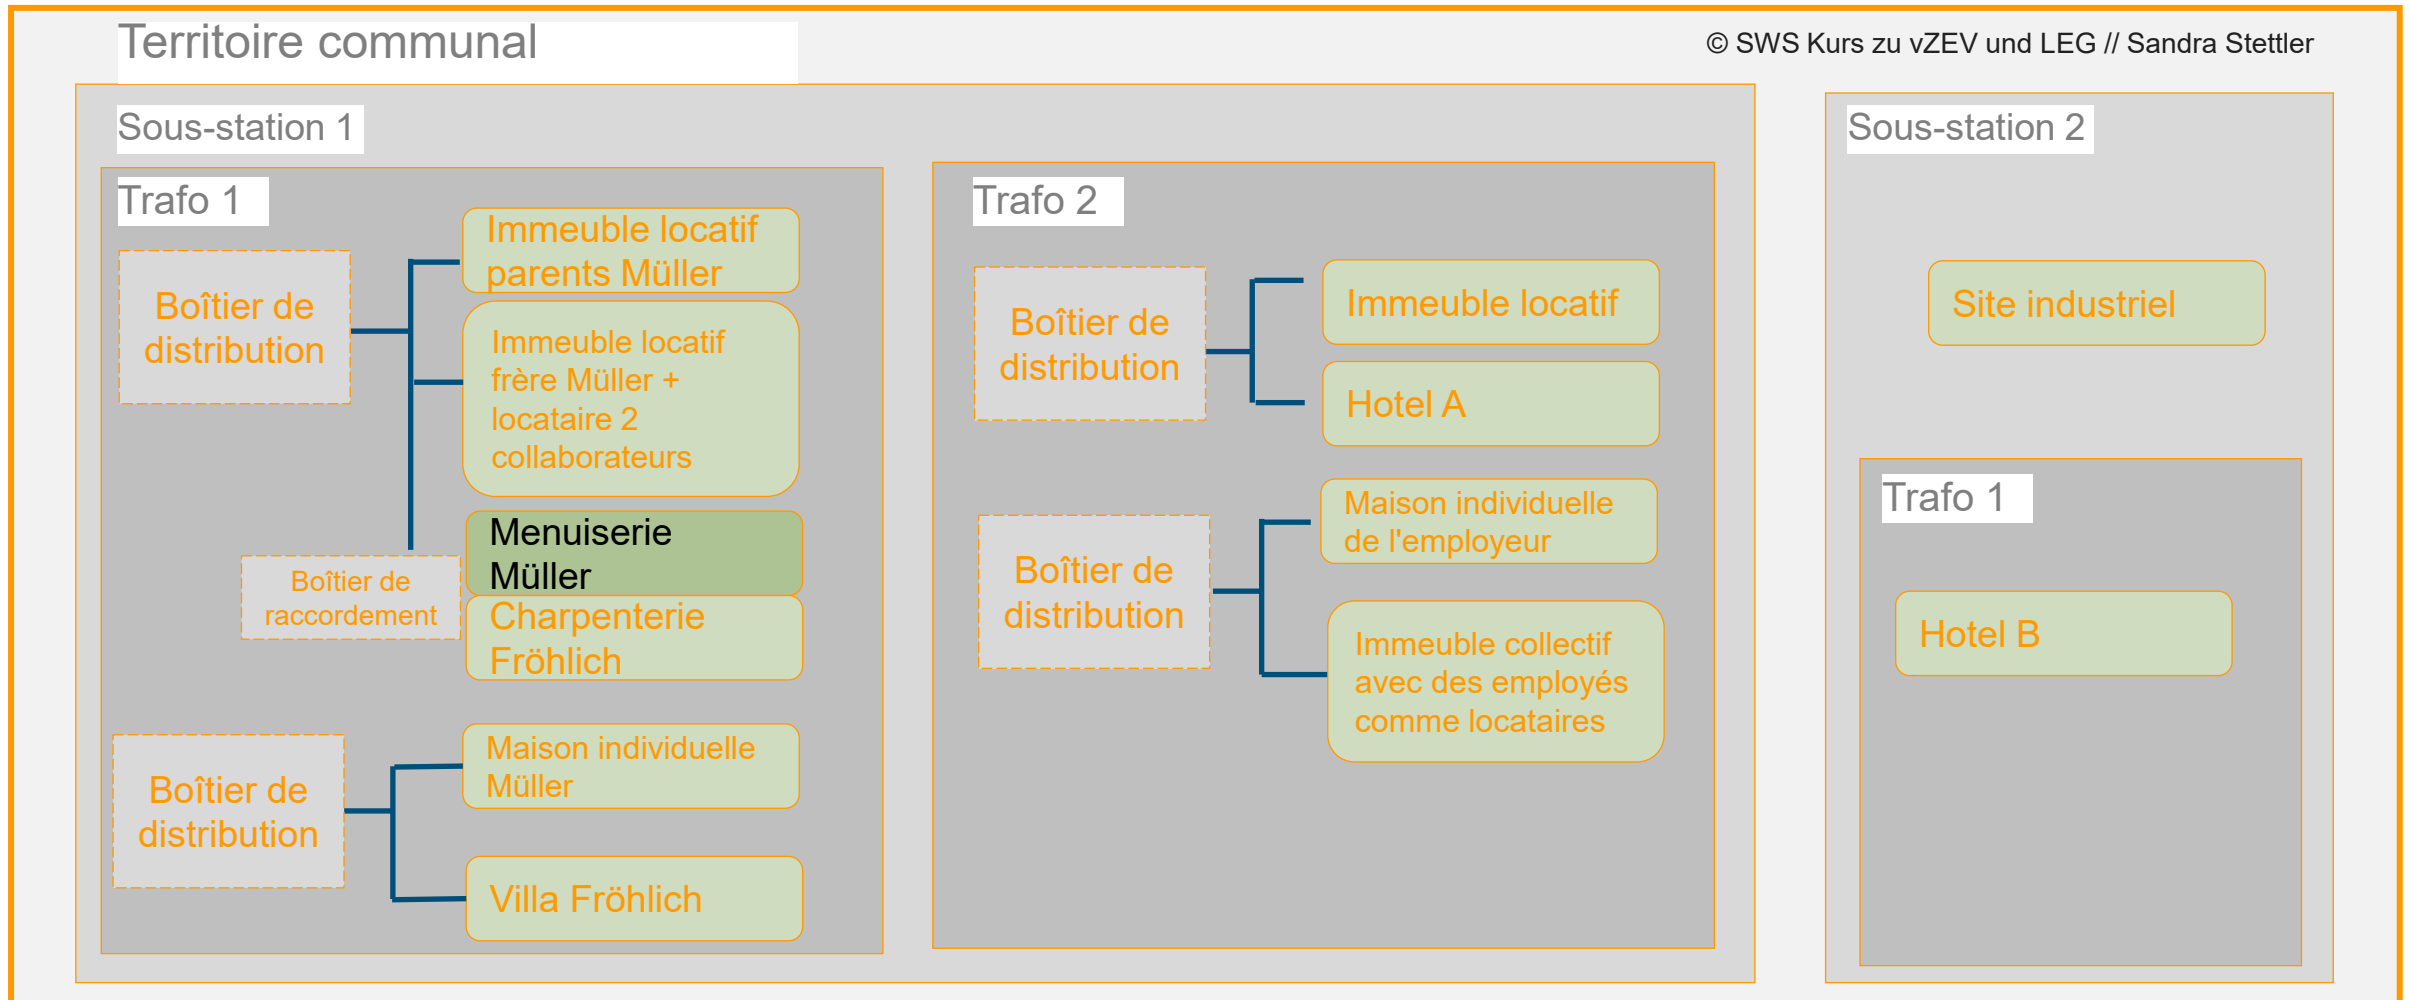 Territoire communal
© SWS Kurs zu vZEV und LEG // Sandra Stettler
Sous-station 1
Trafo 1
Boîtier de
distribution
Immeuble locatif
parents Müller
Immeuble locatif
frère Müller +
locataire 2
collaborateurs
Menuiserie
Müller
Boîtier de
raccordement
Charpenterie
Fröhlich
Boîtier de
distribution
Maison individuelle
Müller
Villa Fröhlich
Trafo 2
Boîtier de
distribution
Immeuble locatif
Hotel A
Boîtier de
distribution
Maison individuelle
de l'employeur
Immeuble collectif
avec des employés
comme locataires
Sous-station 2
Site industriel
Trafo 1
Hotel B